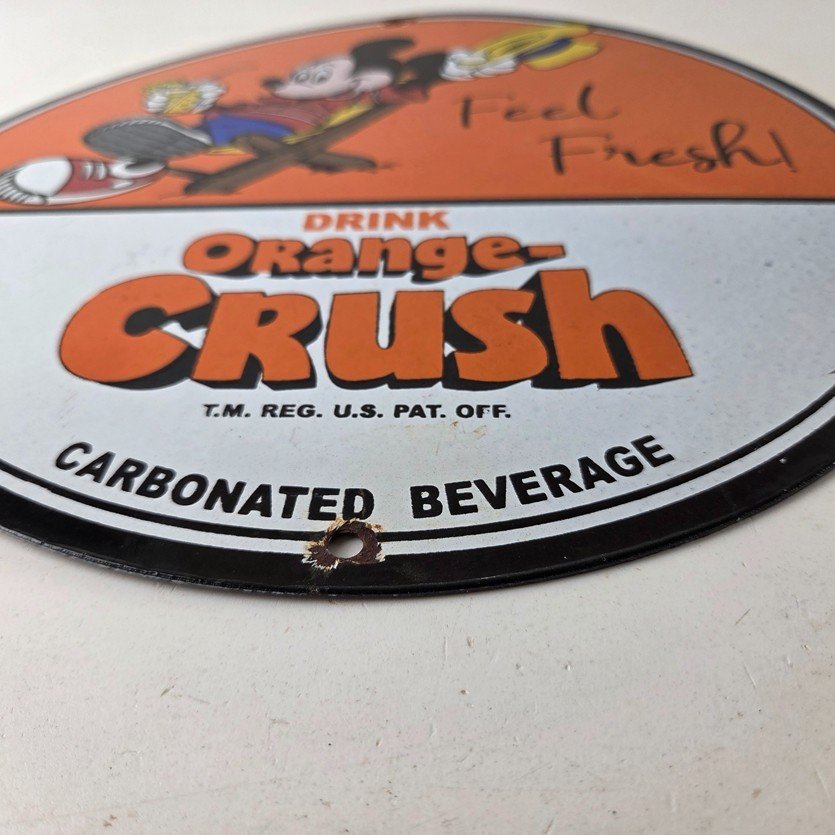 Feel
Fresh!
DRINK
ORange-
CRush
T.M. REG. U.S. PAT. OFF.
CARBONATED BEVERAGE